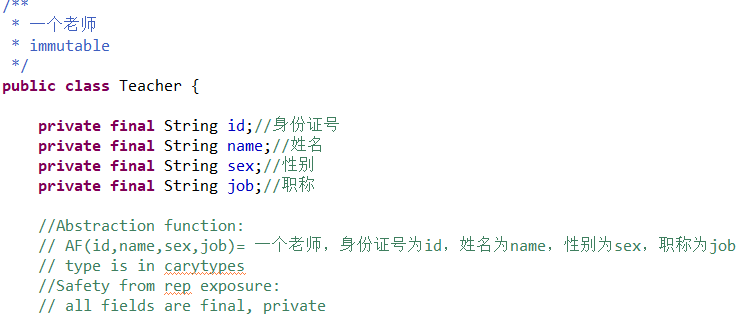 /**
 * 一个老师
 * immutable
 */
public class Teacher {
private final String id;//身份证号
private final String name;//姓名
private final String sex;//性别
private final String job;//职称
//Abstraction function:
// AF(id,name,sex,job)= 一个老师，身份证号为id，姓名为name，性别为sex，职称为job
// type is in carytypes
//Safety from rep exposure:
// all fields are final, private